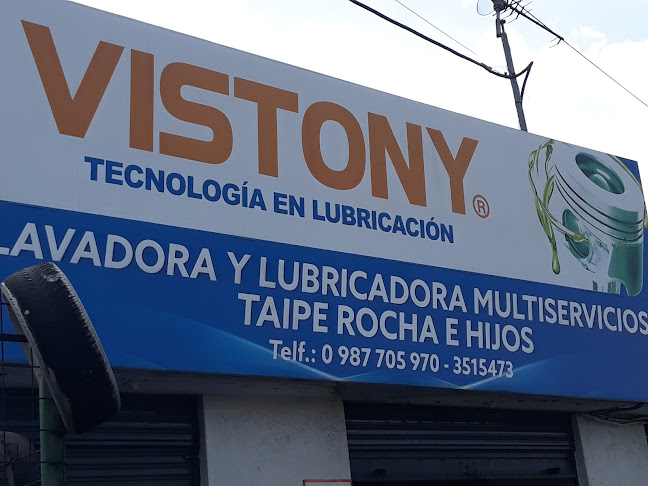 VISTONY®
TECNOLOGÍA EN LUBRICACIÓN
LAVADORA Y LUBRICADORA MULTISERVICIOS
TAIPE ROCHA E HIJOS
Telf.: 0 987 705 970 - 3515473